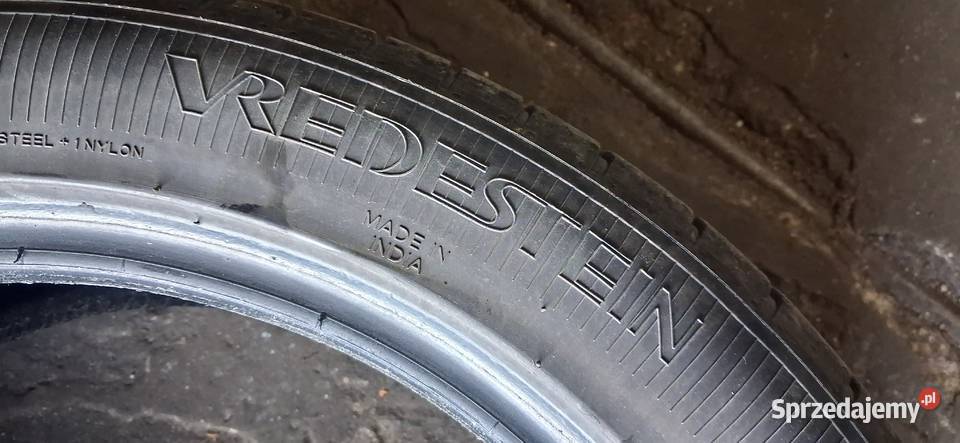 VREDESTEIN
STEEL + 1 NYLON
MADE IN
INDIA
Sprzedajemy.pl